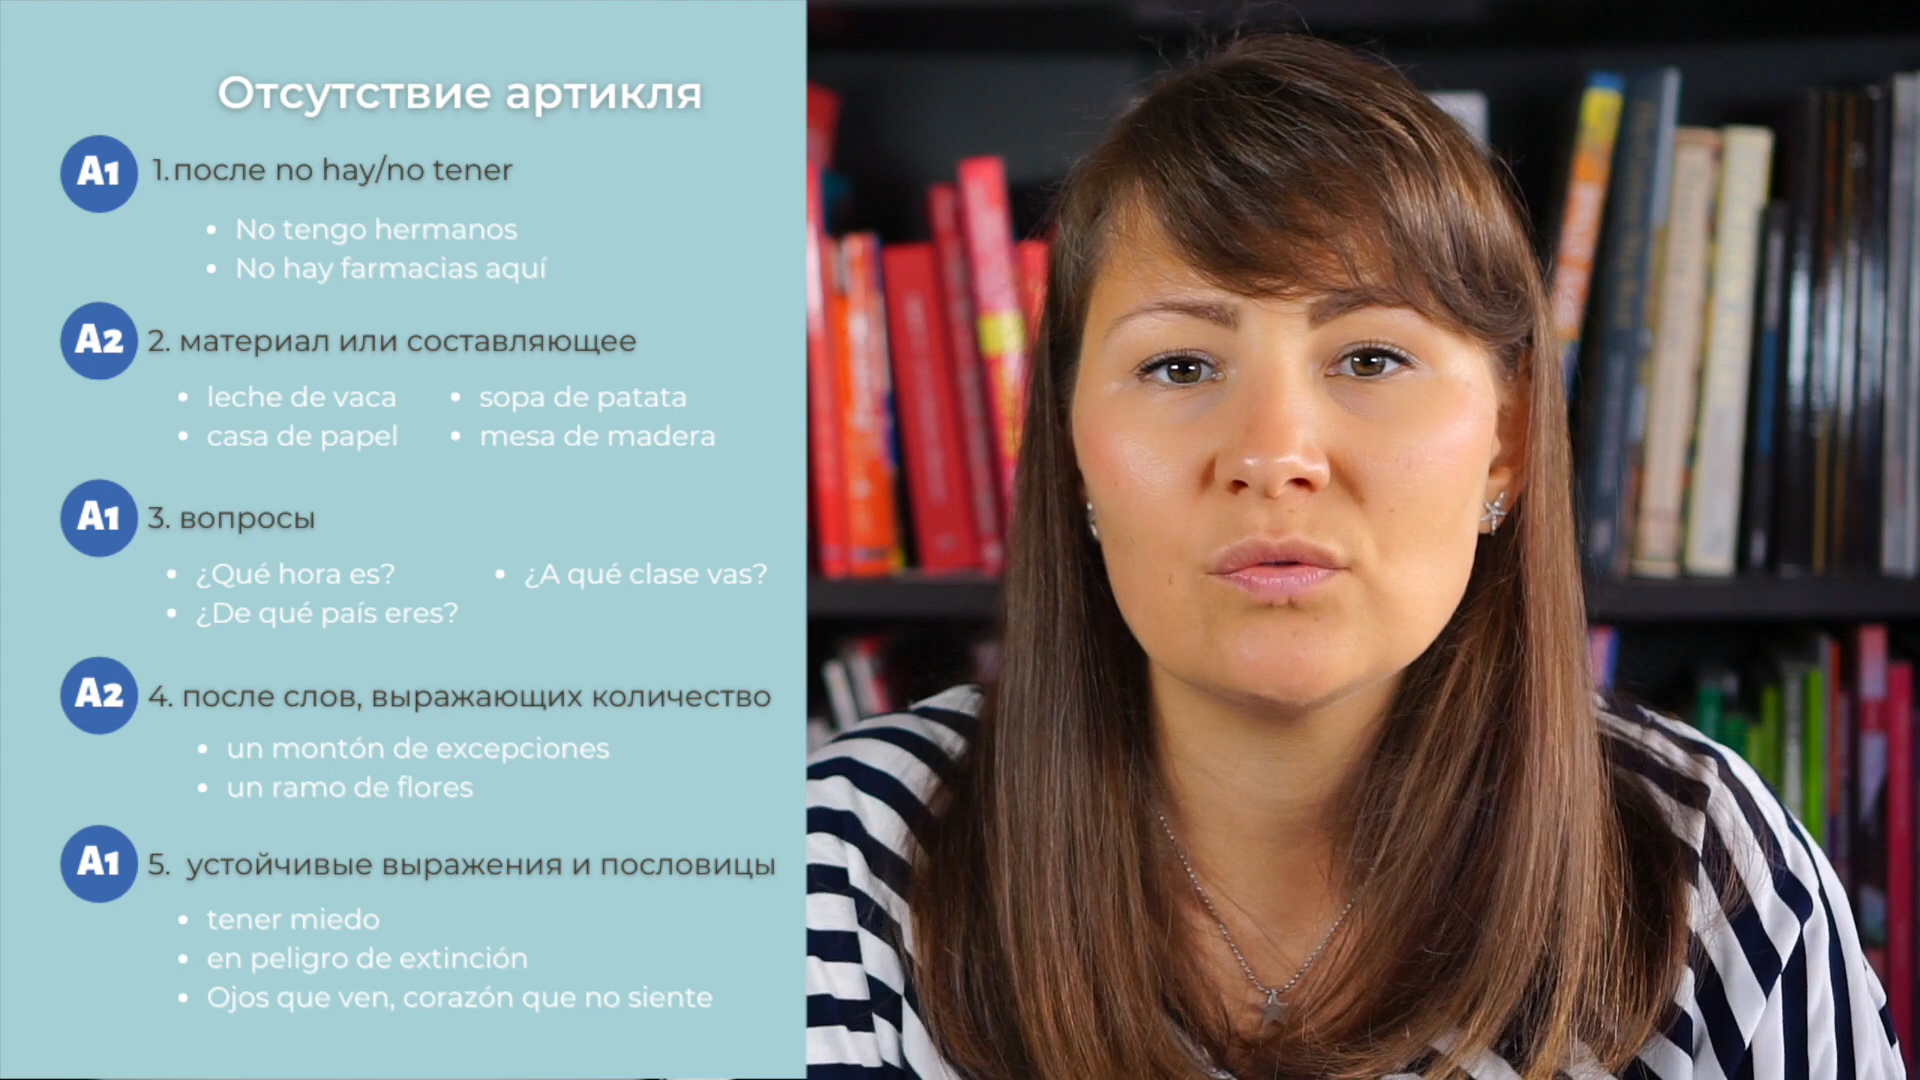 Отсутствие артикля
A1 1.после no hay/no tener
• No tengo hermanos
• No hay farmacias aquí
A2 2. материал или составляющее
• leche de vaca • sopa de patata
• casa de papel • mesa de madera
A1 3. вопросы
• ¿Qué hora es? • ¿A qué clase vas?
• ¿De qué país eres?
A2 4. после слов, выражающих количество
• un montón de excepciones
• un ramo de flores
A1 5. устойчивые выражения и пословицы
• tener miedo
• en peligro de extinción
• Ojos que ven, corazón que no siente